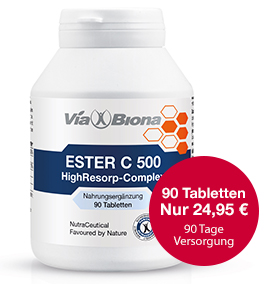 Via Biona
ESTER C 500
HighResorp-Complex
Nahrungsergänzung
90 Tabletten
NutraCeutical
Favoured by Nature
90 Tabletten
Nur 24,95 €
90 Tage
Versorgung